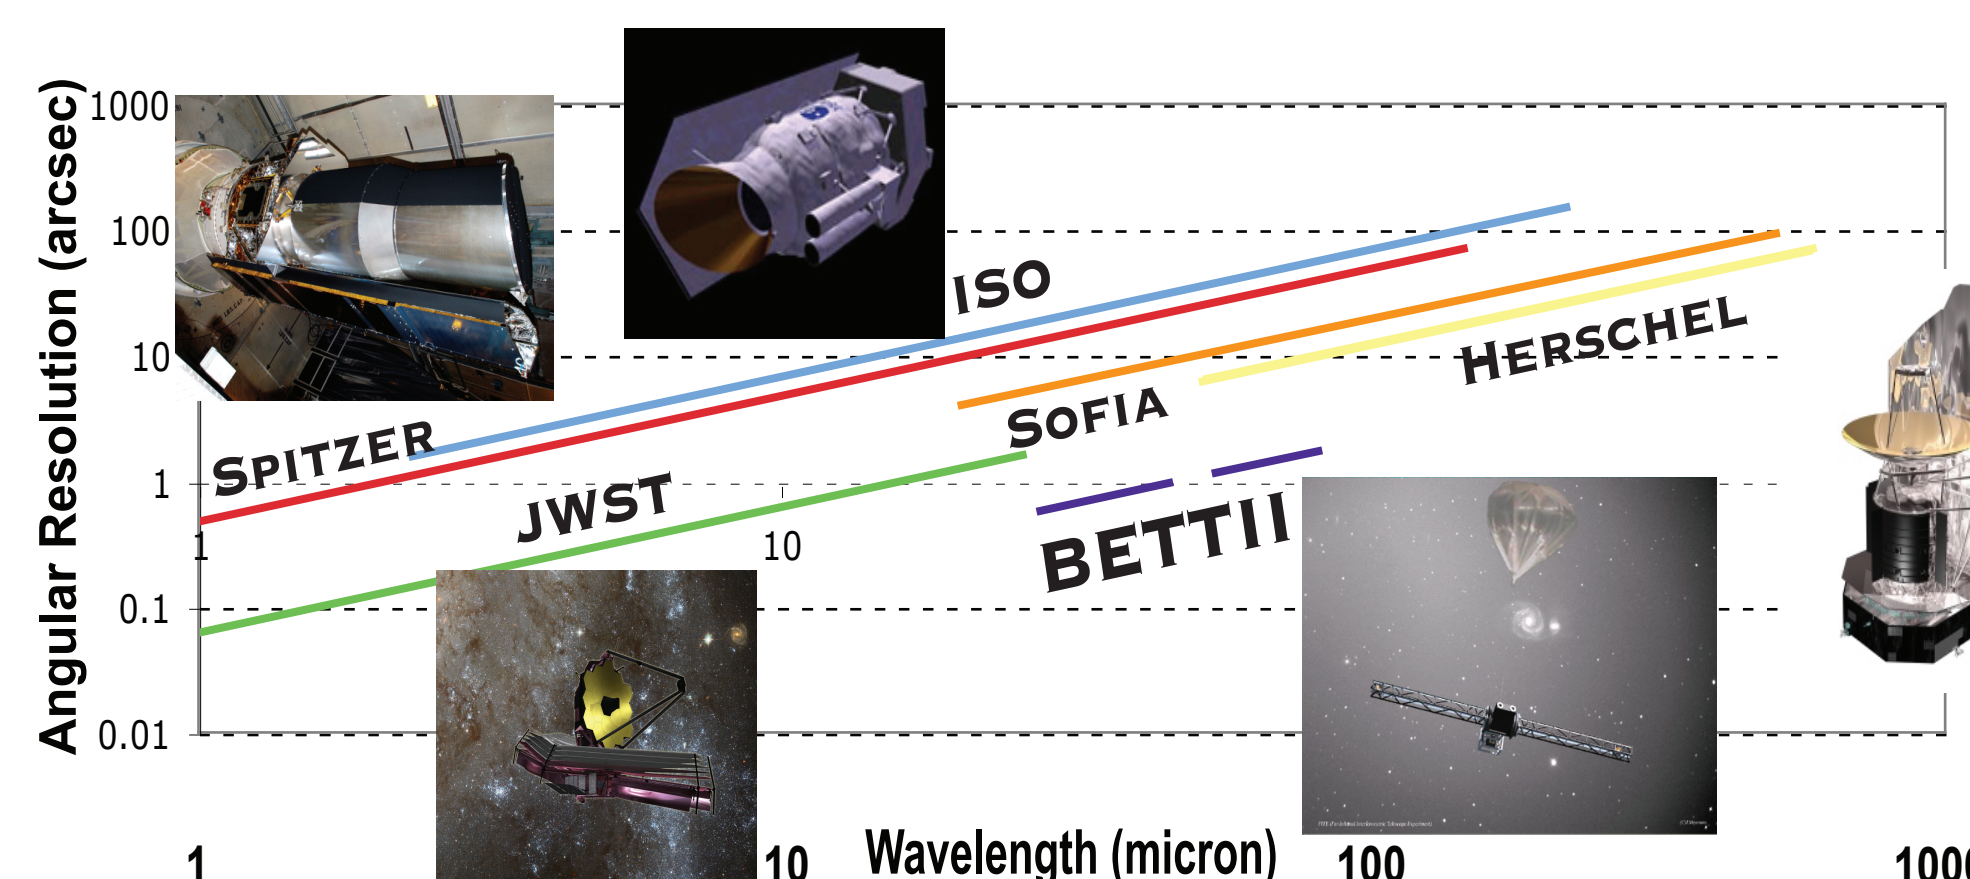 Angular Resolution (arcsec)
1000
100
10
1
0.1
0.01
ISO
HERSCHEL
SPITZER
SOFIA
JWST
BETTII
1
10
1
10
Wavelength (micron)
100